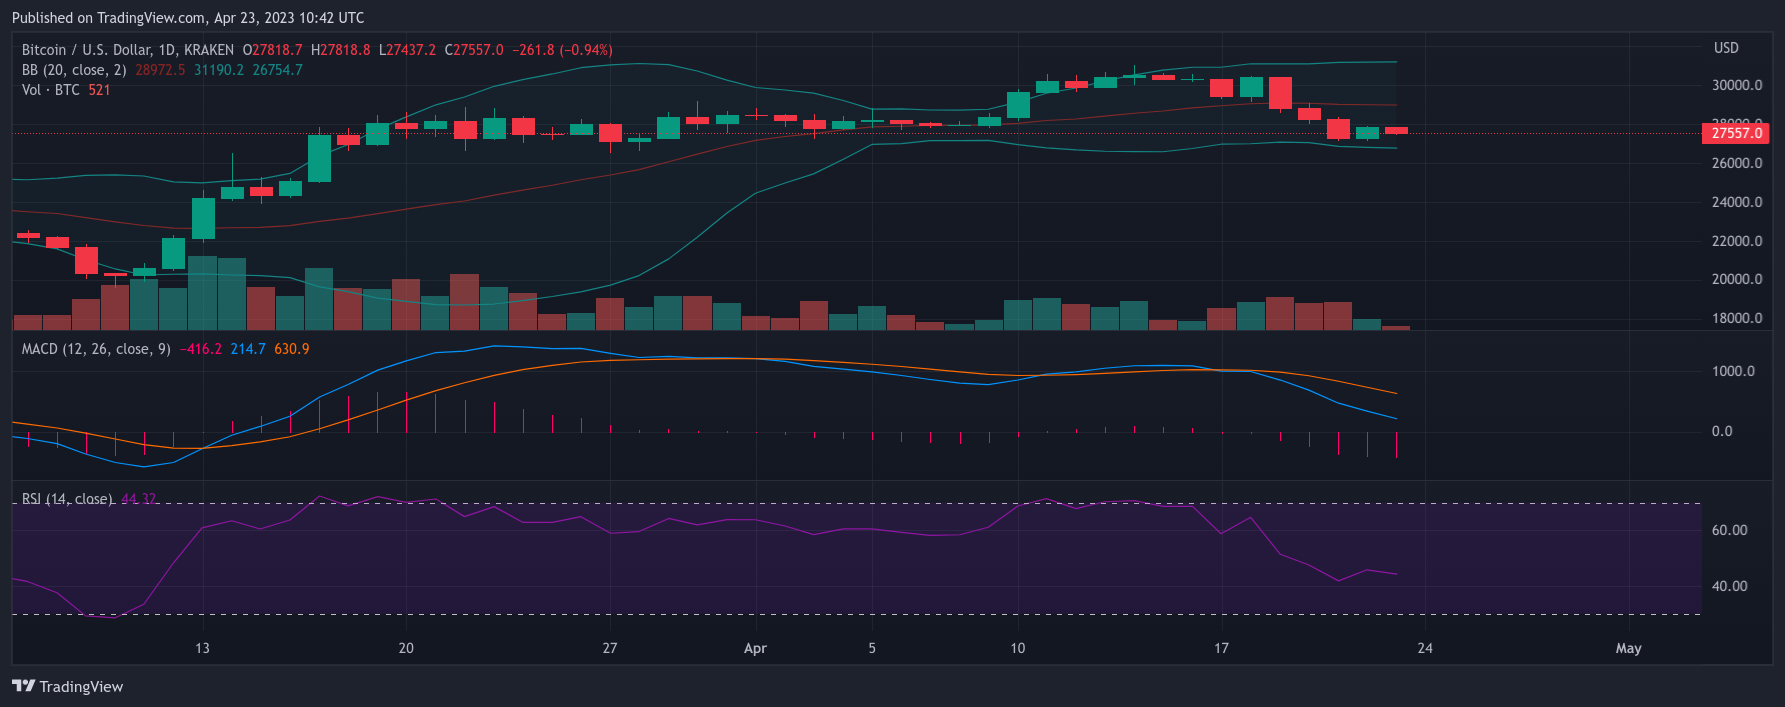 Published on TradingView.com, Apr 23, 2023 10:42 UTC
Bitcoin / U.S. Dollar, 1D, KRAKEN O27818.7 H27818.8 L27437.2 C27557.0 −261.8 (−0.94%)
BB (20, close, 2) 28972.5 31190.2 26754.7
Vol · BTC 521
USD
30000.0
28000.0
27557.0
26000.0
24000.0
22000.0
20000.0
18000.0
MACD (12, 26, close, 9) −416.2 214.7 630.9
1000.0
0.0
RSI (14, close) 44.32
60.00
40.00
13 20 27 Apr 5 10 17 24 May
TradingView